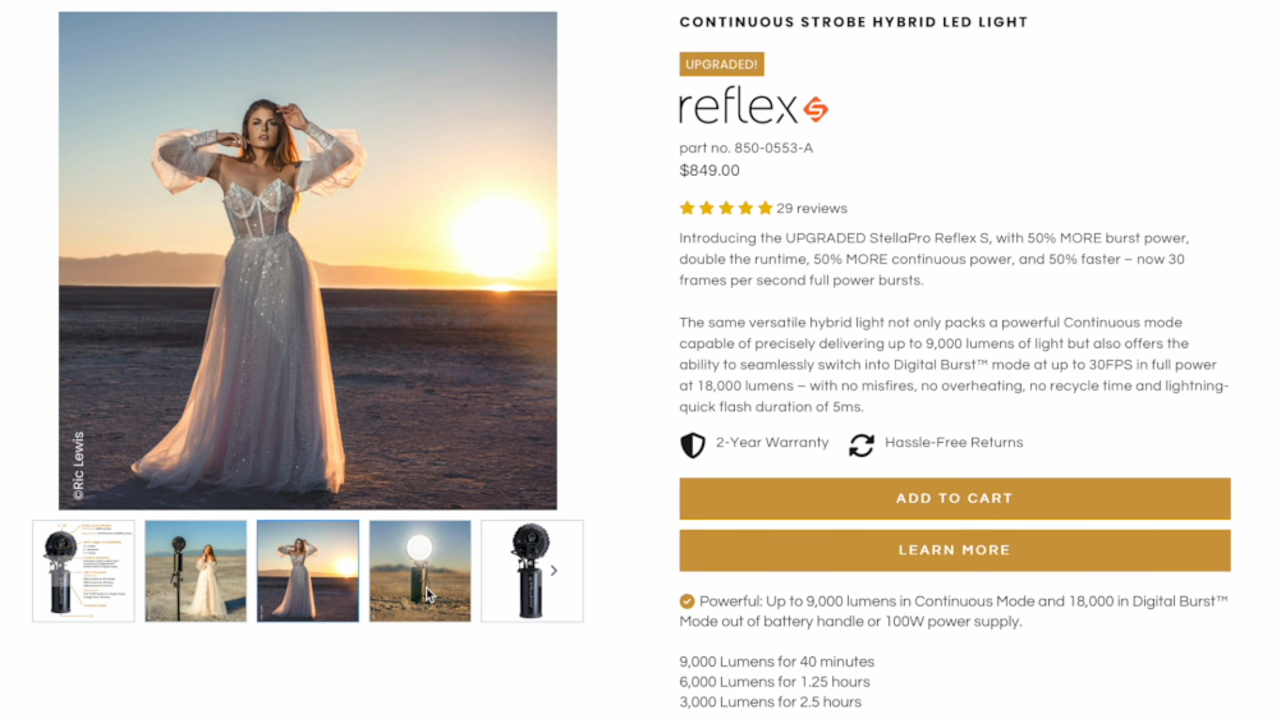 CONTINUOUS STROBE HYBRID LED LIGHT
UPGRADED!
reflex S
part no. 850-0553-A
$849.00
29 reviews
Introducing the UPGRADED StellaPro Reflex S, with 50% MORE burst power,
double the runtime, 50% MORE continuous power, and 50% faster – now 30
frames per second full power bursts.
The same versatile hybrid light not only packs a powerful Continuous mode
capable of precisely delivering up to 9,000 lumens of light but also offers the
ability to seamlessly switch into Digital Burst™ mode at up to 30FPS in full power
at 18,000 lumens – with no misfires, no overheating, no recycle time and lightning-
quick flash duration of 5ms.
2-Year Warranty
Hassle-Free Returns
ADD TO CART
LEARN MORE
Powerful: Up to 9,000 lumens in Continuous Mode and 18,000 in Digital Burst™
Mode out of battery handle or 100W power supply.
9,000 Lumens for 40 minutes
6,000 Lumens for 1.25 hours
3,000 Lumens for 2.5 hours
©Ric Lewis